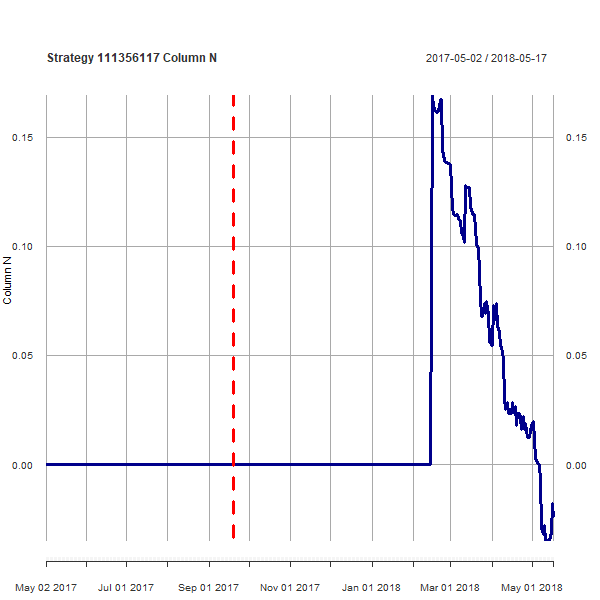 Strategy 111356117 Column N
2017-05-02 / 2018-05-17
0.15
0.15
0.10
0.10
Column N
0.05
0.05
0.00
0.00
May 02 2017
Jul 01 2017
Sep 01 2017
Nov 01 2017
Jan 01 2018
Mar 01 2018
May 01 2018